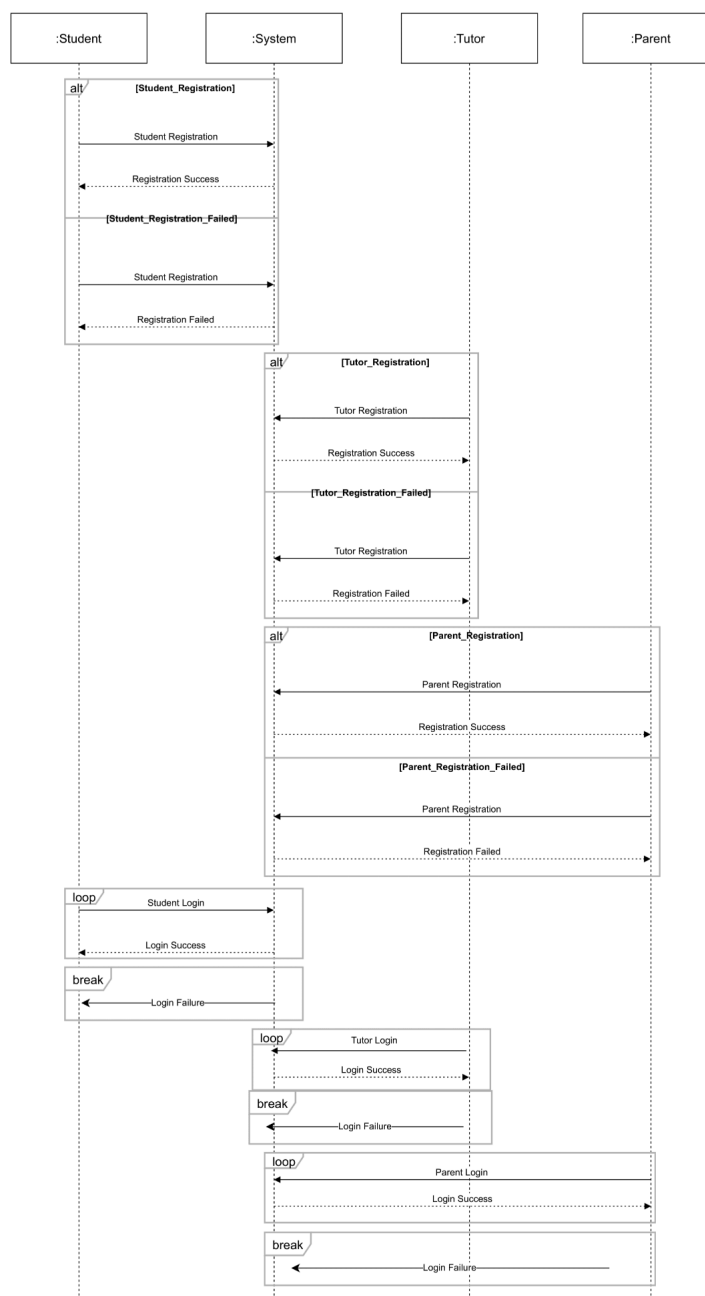 :Student
:System
:Tutor
:Parent
alt
[Student_Registration]
Student Registration
Registration Success
[Student_Registration_Failed]
Student Registration
Registration Failed
alt
[Tutor_Registration]
Tutor Registration
Registration Success
[Tutor_Registration_Failed]
Tutor Registration
Registration Failed
alt
[Parent_Registration]
Parent Registration
Registration Success
[Parent_Registration_Failed]
Parent Registration
Registration Failed
loop
Student Login
Login Success
break
Login Failure
loop
Tutor Login
Login Success
break
Login Failure
loop
Parent Login
Login Success
break
Login Failure